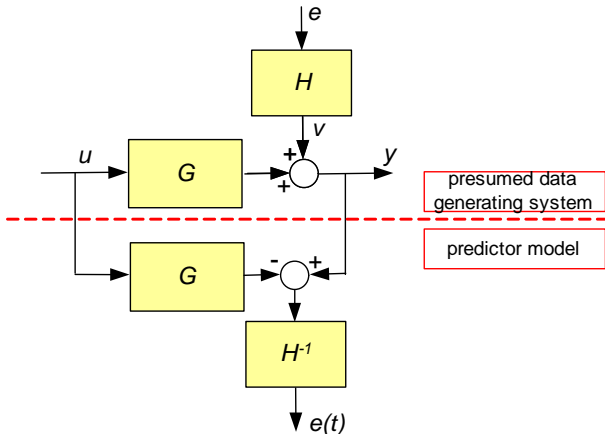 e
H
v
u
G
+
+
y
presumed data
generating system
G
-
+
predictor model
H-1
e(t)